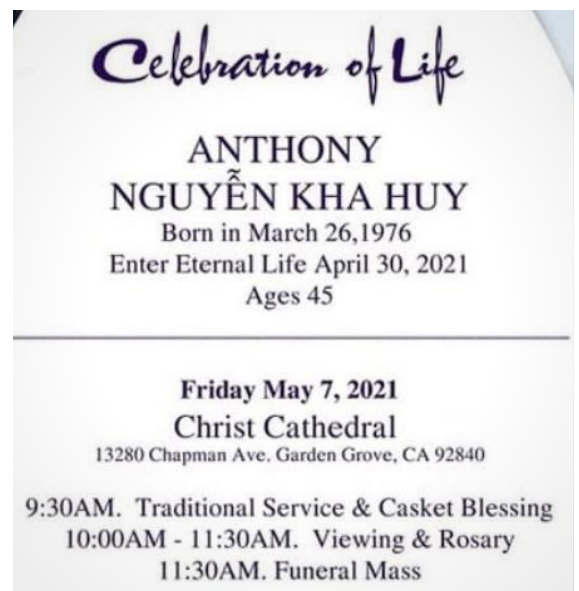 Celebration of Life
ANTHONY
NGUYỄN KHA HUY
Born in March 26,1976
Enter Eternal Life April 30, 2021
Ages 45
Friday May 7, 2021
Christ Cathedral
13280 Chapman Ave. Garden Grove, CA 92840
9:30AM. Traditional Service & Casket Blessing
10:00AM - 11:30AM. Viewing & Rosary
11:30AM. Funeral Mass